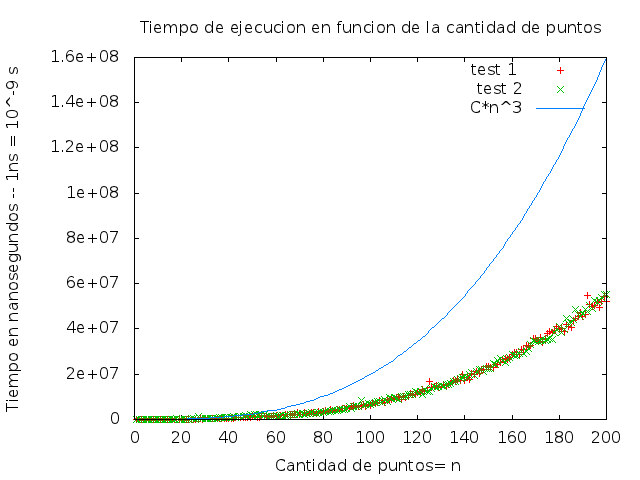 Tiempo de ejecucion en funcion de la cantidad de puntos
Tiempo en nanosegundos -- 1ns = 10^-9 s
1.6e+08
1.4e+08
1.2e+08
1e+08
8e+07
6e+07
4e+07
2e+07
0
test 1
test 2
C*n^3
0 20 40 60 80 100 120 140 160 180 200
Cantidad de puntos= n